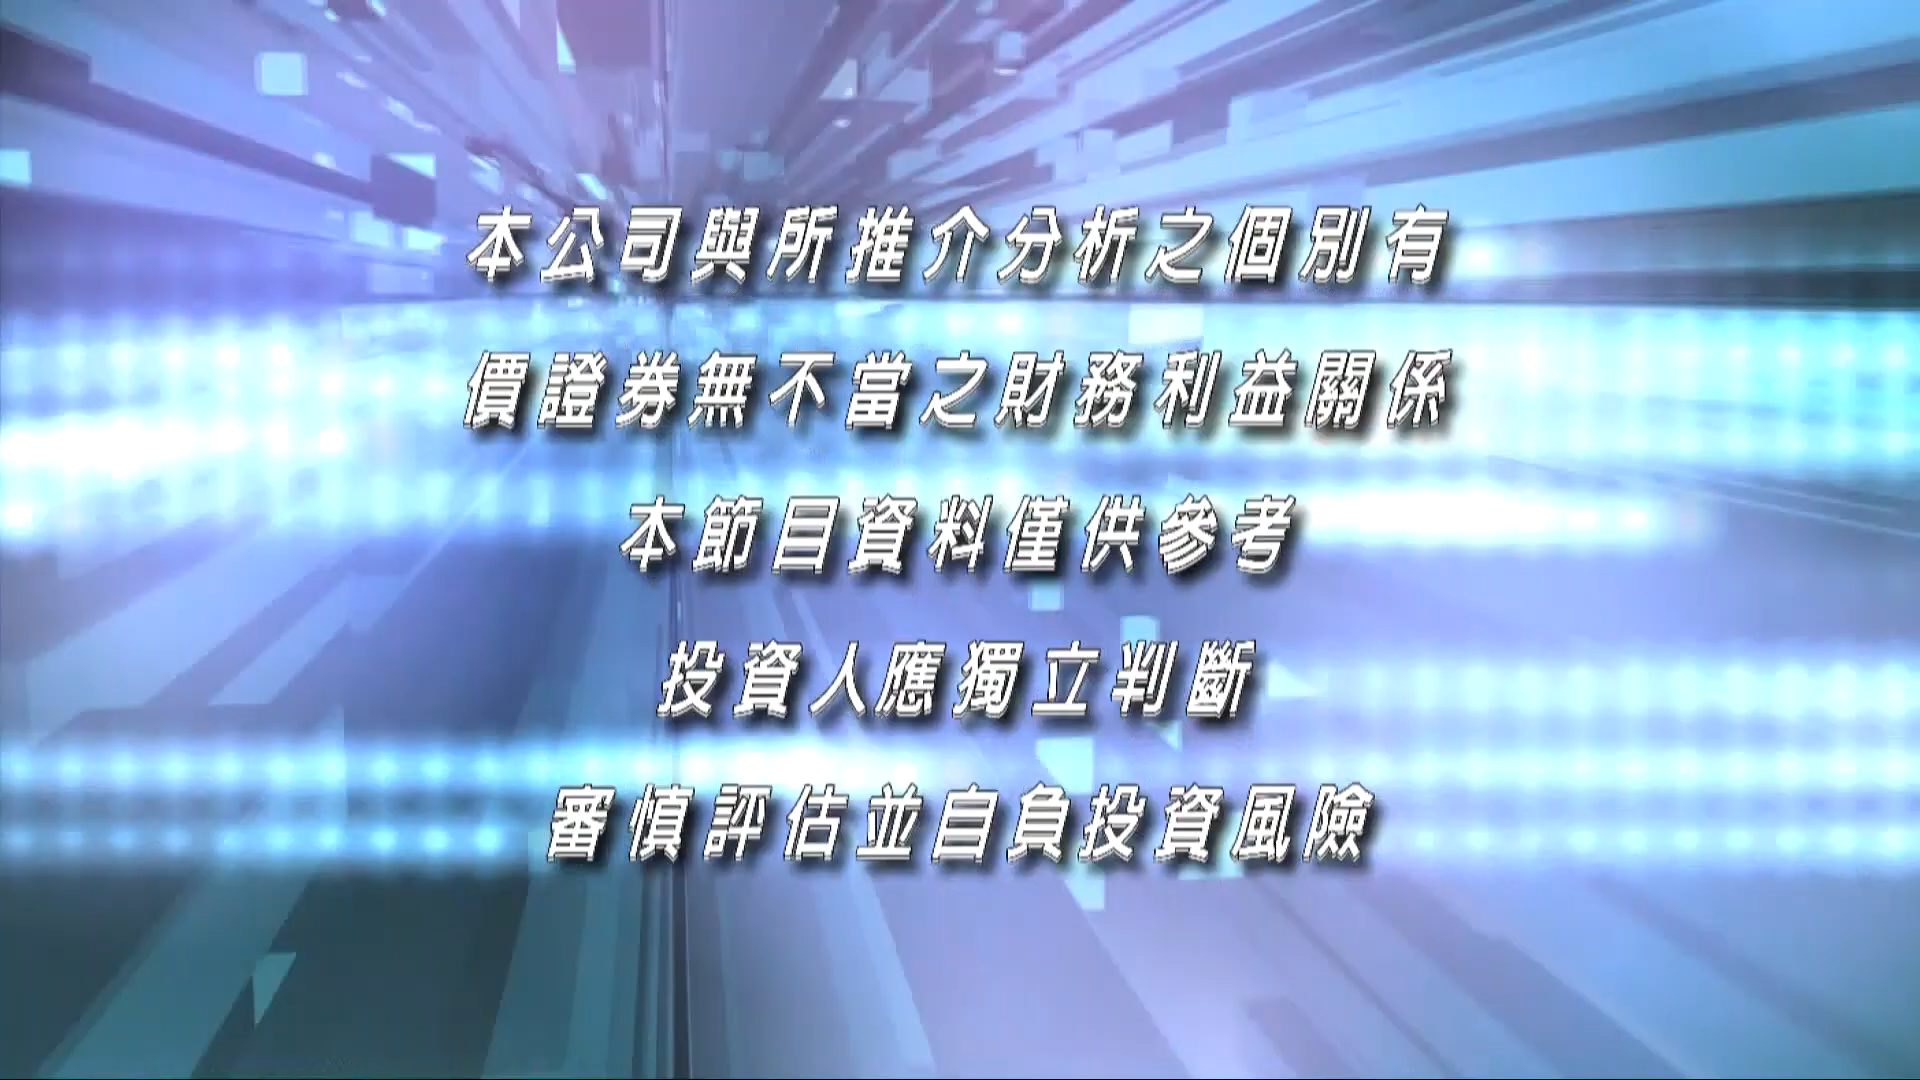 本公司與所推介分析之個別有
價證券無不當之財務利益關係
本節目資料僅供參考
投資人應獨立判斷
審慎評估並自負投資風險